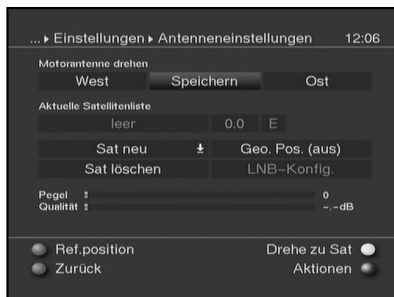 ... ▸ Einstellungen ▸ Antenneneinstellungen 12:06
Motorantenne drehen
West Speichern Ost
Aktuelle Satellitenliste
leer 0.0 E
Sat neu Geo. Pos. (aus)
Sat löschen LNB-Konfig.
Pegel 0
Qualität -.-dB
Ref.position Drehe zu Sat
Zurück Aktionen